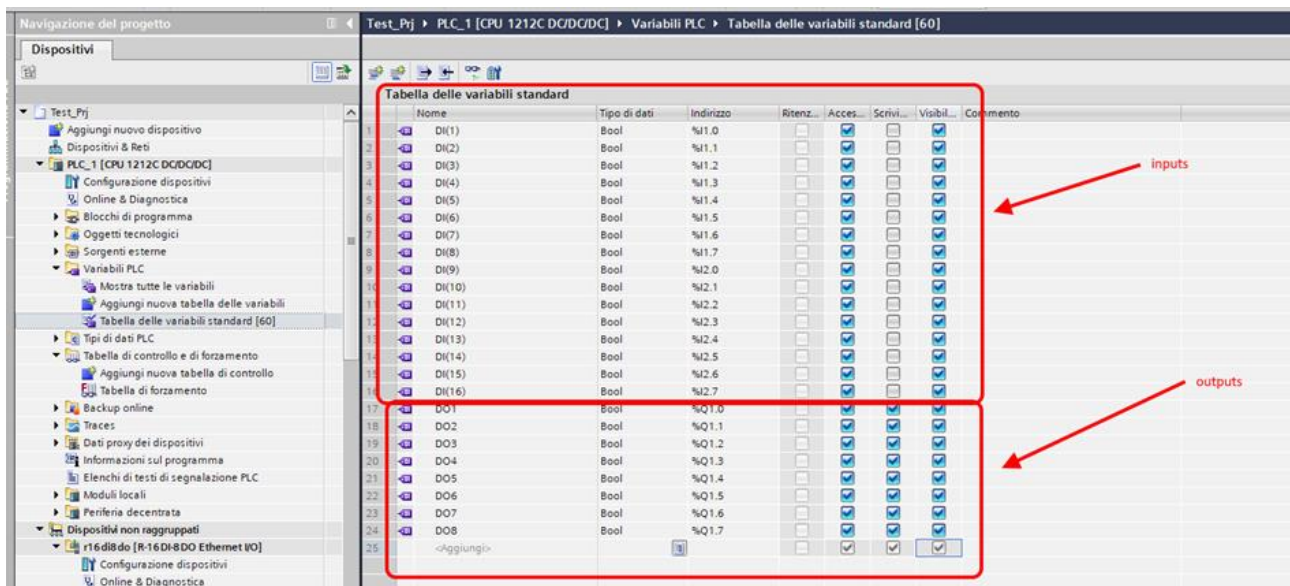 Navigazione del progetto
Test_Prj ▸ PLC_1 [CPU 1212C DC/DC/DC] ▸ Variabili PLC ▸ Tabella delle variabili standard [60]
Dispositivi
Test_Prj
Aggiungi nuovo dispositivo
Dispositivi & Reti
PLC_1 [CPU 1212C DC/DC/DC]
Configurazione dispositivi
Online & Diagnostica
Blocchi di programma
Oggetti tecnologici
Sorgenti esterne
Variabili PLC
Mostra tutte le variabili
Aggiungi nuova tabella delle variabili
Tabella delle variabili standard [60]
Tipi di dati PLC
Tabella di controllo e di forzamento
Aggiungi nuova tabella di controllo
Tabella di forzamento
Backup online
Traces
Dati proxy dei dispositivi
Informazioni sul programma
Elenchi di testi di segnalazione PLC
Moduli locali
Periferia decentrata
Dispositivi non raggruppati
r16di8do [R-16DI-8DO Ethernet I/O]
Configurazione dispositivi
Online & Diagnostica
Tabella delle variabili standard
Nome Tipo di dati Indirizzo Ritenz... Acces... Scrivi... Visibil... Commento
1 DI(1) Bool %I1.0
2 DI(2) Bool %I1.1
3 DI(3) Bool %I1.2
4 DI(4) Bool %I1.3
5 DI(5) Bool %I1.4
6 DI(6) Bool %I1.5
7 DI(7) Bool %I1.6
8 DI(8) Bool %I1.7
9 DI(9) Bool %I2.0
10 DI(10) Bool %I2.1
11 DI(11) Bool %I2.2
12 DI(12) Bool %I2.3
13 DI(13) Bool %I2.4
14 DI(14) Bool %I2.5
15 DI(15) Bool %I2.6
16 DI(16) Bool %I2.7
17 DO1 Bool %Q1.0
18 DO2 Bool %Q1.1
19 DO3 Bool %Q1.2
20 DO4 Bool %Q1.3
21 DO5 Bool %Q1.4
22 DO6 Bool %Q1.5
23 DO7 Bool %Q1.6
24 DO8 Bool %Q1.7
25 <Aggiungi>
inputs
outputs